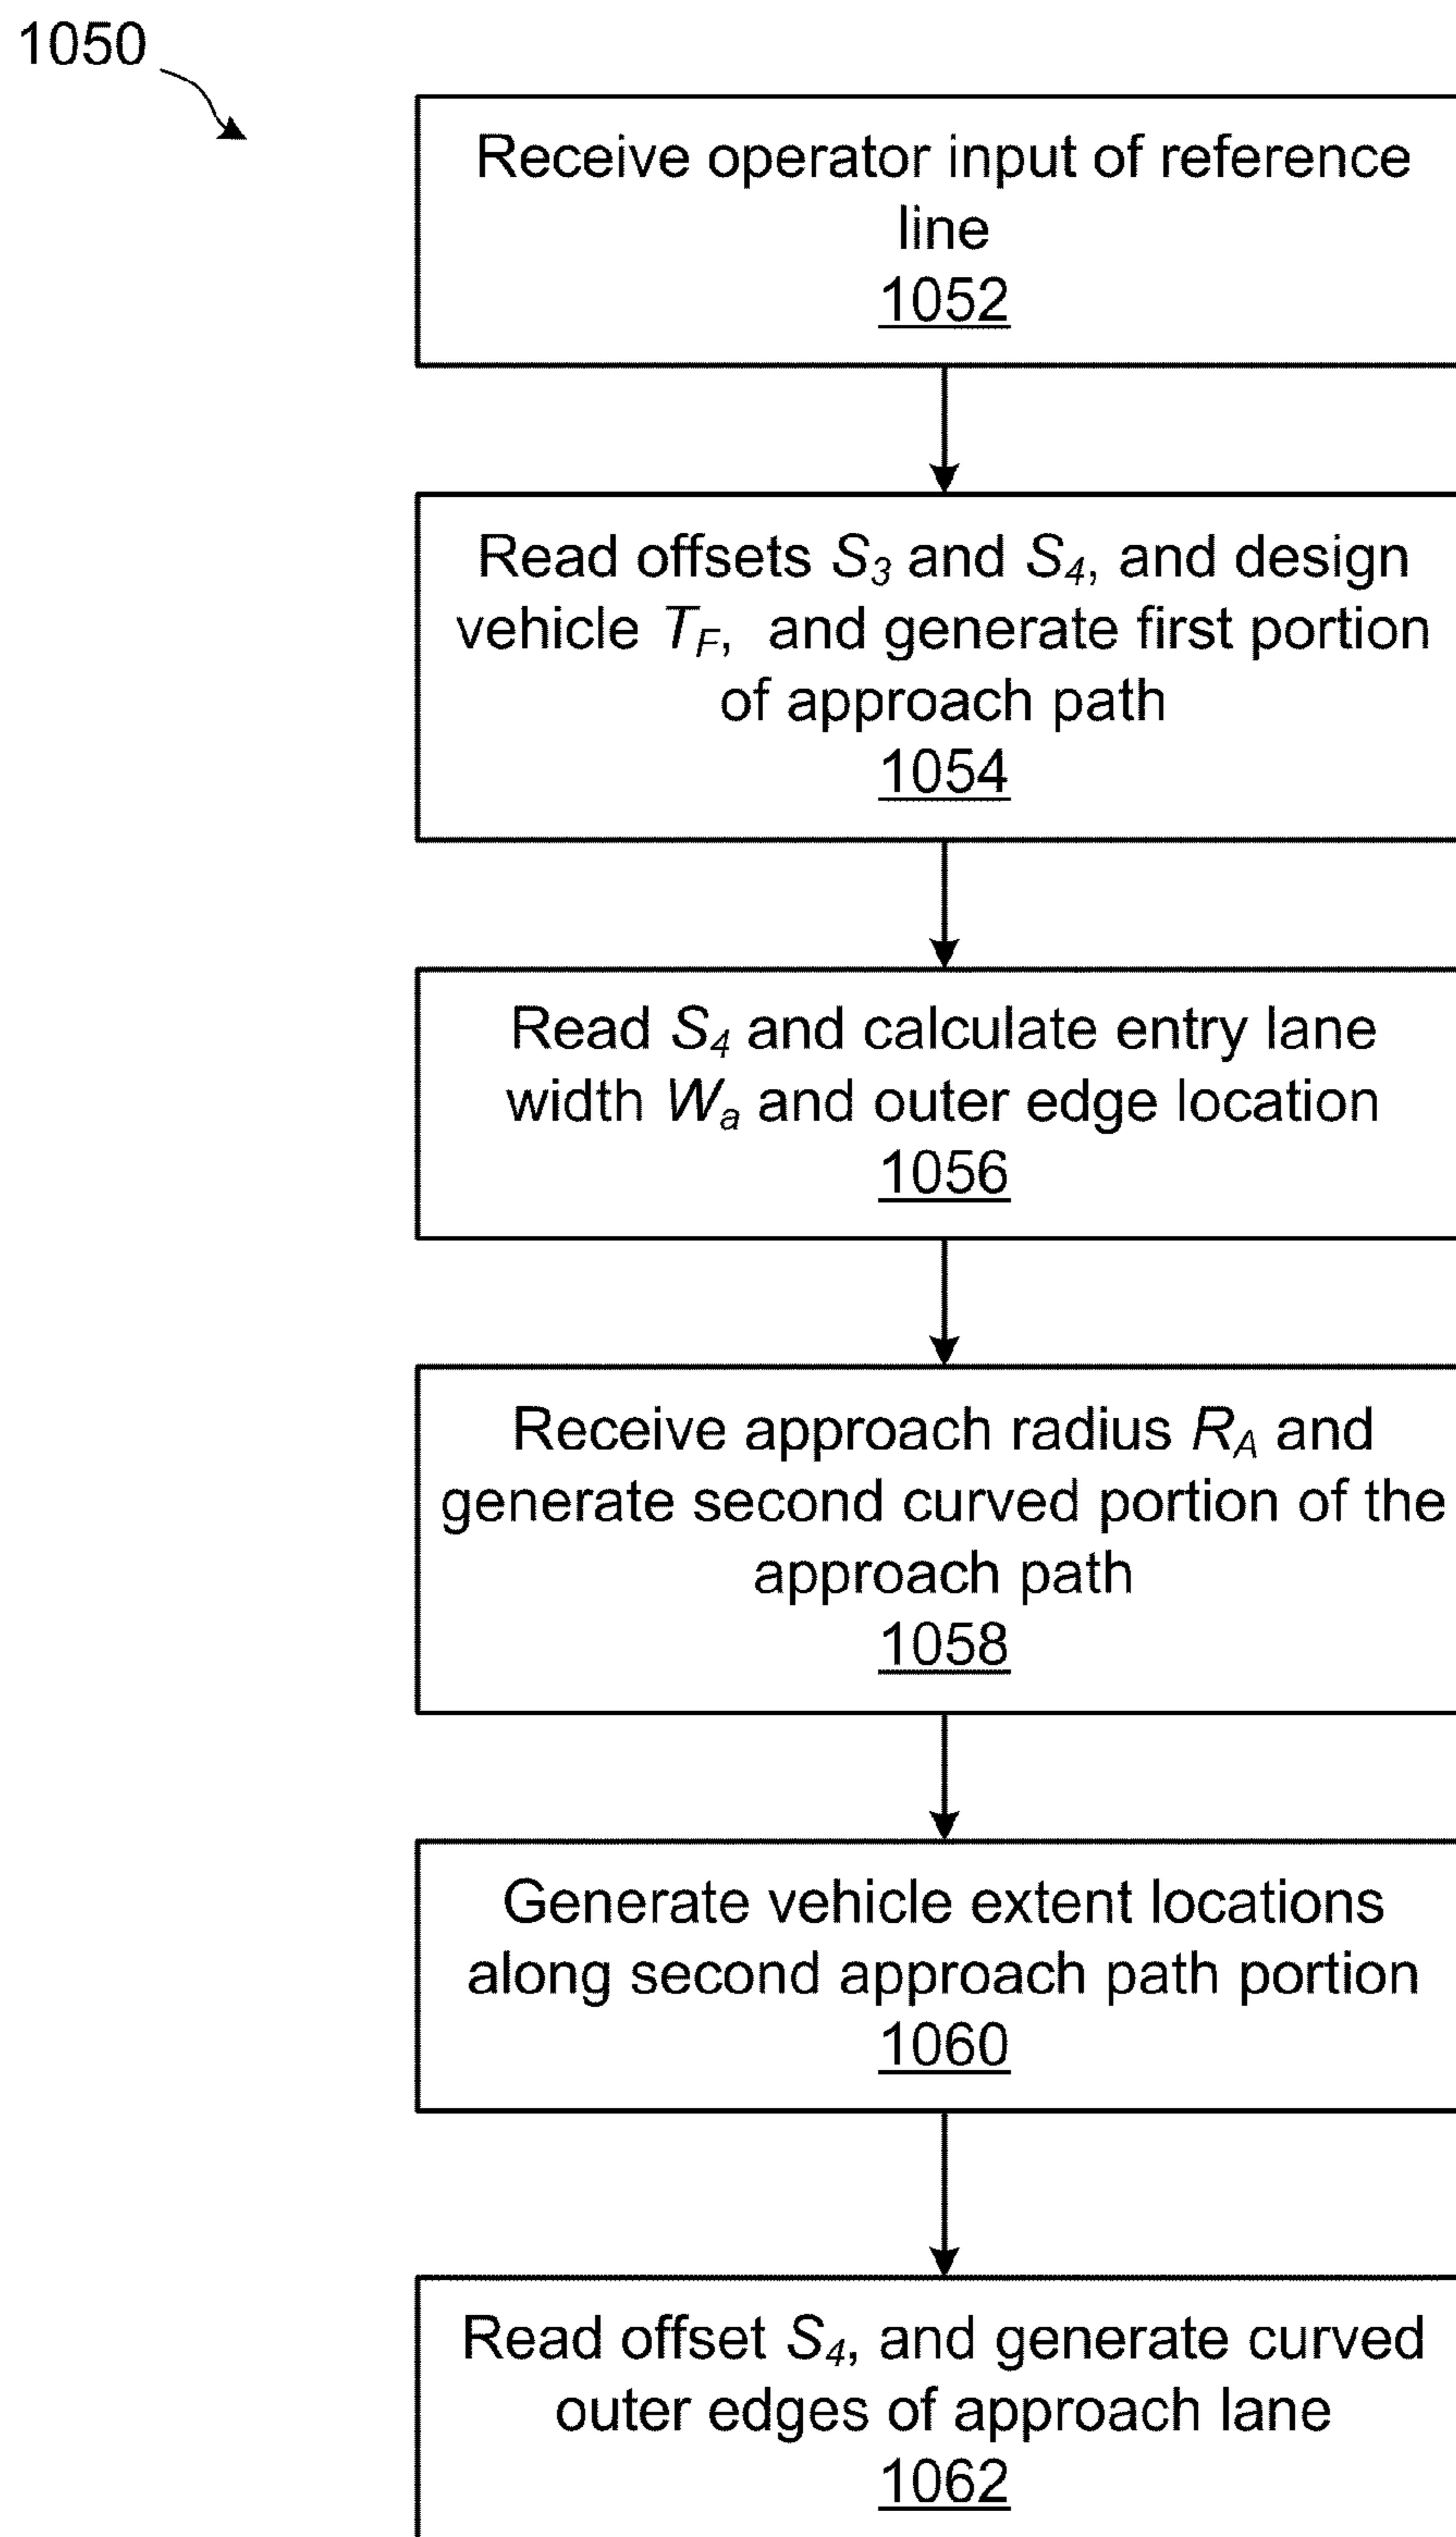 1050
Receive operator input of reference
line
1052
Read offsets S3 and S4, and design
vehicle TF, and generate first portion
of approach path
1054
Read S4 and calculate entry lane
width Wa and outer edge location
1056
Receive approach radius RA and
generate second curved portion of the
approach path
1058
Generate vehicle extent locations
along second approach path portion
1060
Read offset S4, and generate curved
outer edges of approach lane
1062